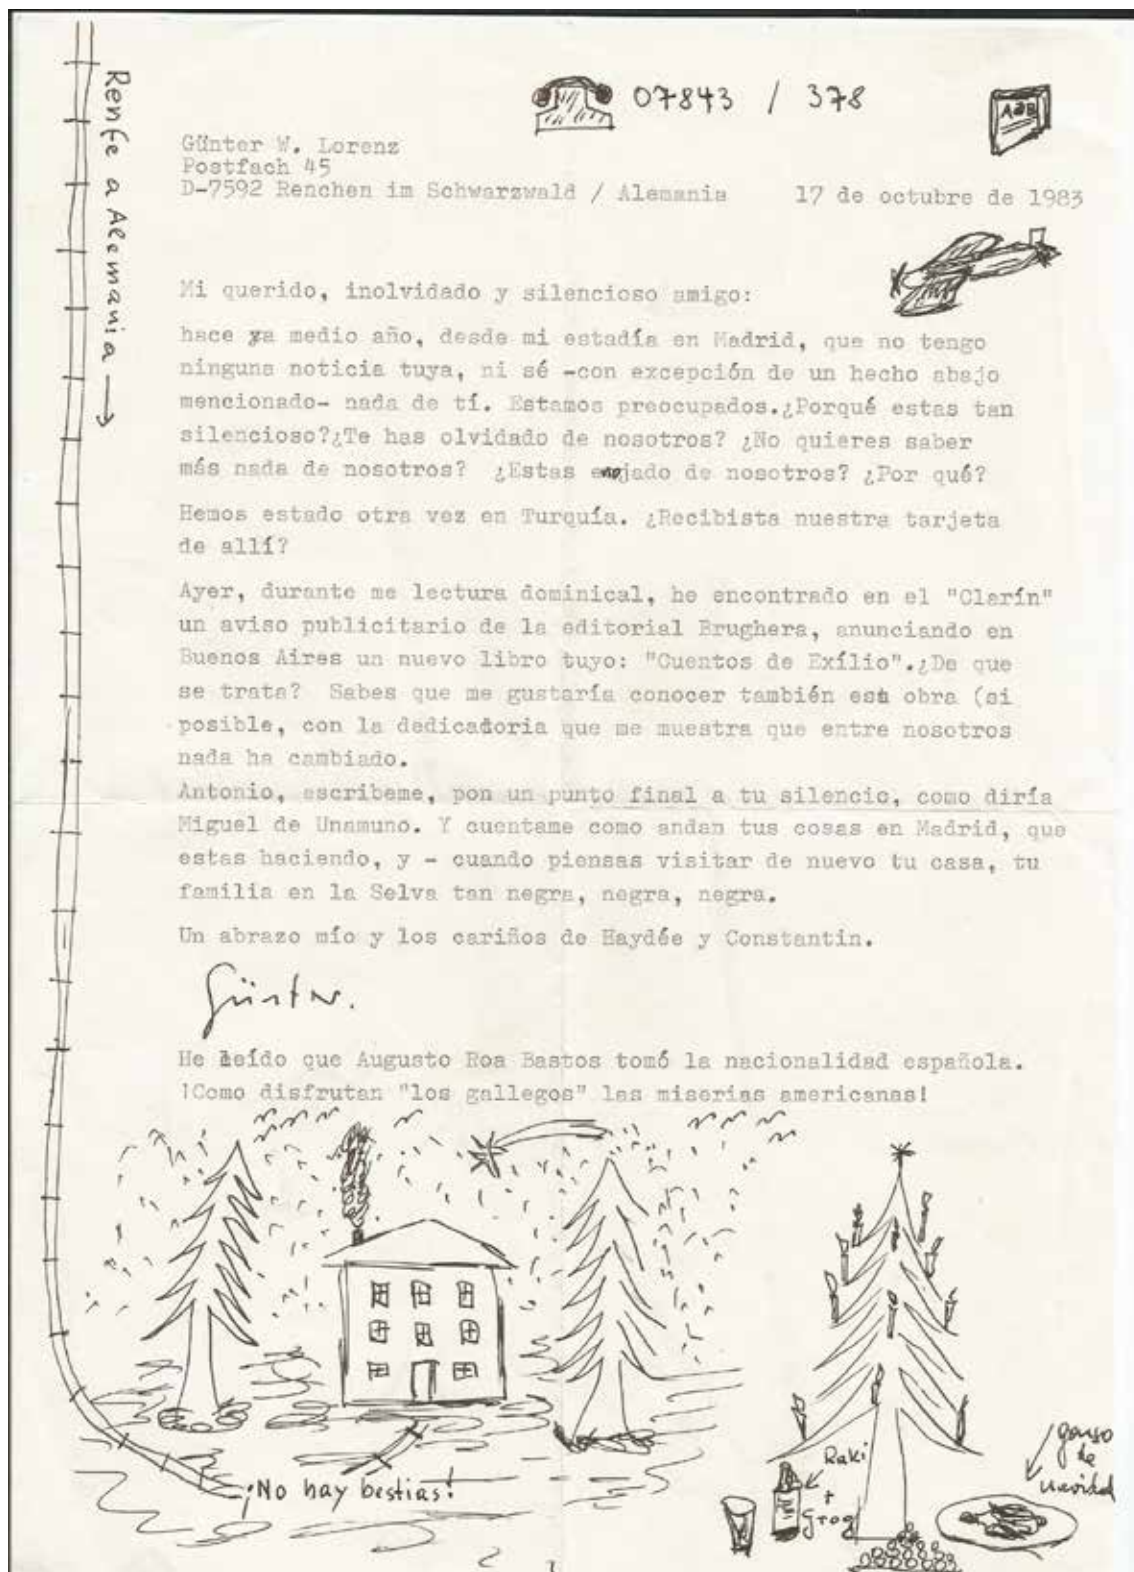 Renfe a Alemania
07843 / 378
Günter W. Lorenz
Postfach 45
D-7592 Renchen im Schwarzwald / Alemania 17 de octubre de 1983
Mi querido, inolvidado y silencioso amigo:
hace ya medio año, desde mi estadía en Madrid, que no tengo
ninguna noticia tuya, ni sé -con excepción de un hecho abajo
mencionado- nada de tí. Estamos preocupados.¿Porqué estas tan
silencioso?¿Te has olvidado de nosotros? ¿No quieres saber
más nada de nosotros? ¿Estas enojado de nosotros? ¿Por qué?
Hemos estado otra vez en Turquía. ¿Recibista nuestra tarjeta
de allí?
Ayer, durante me lectura dominical, he encontrado en el "Clarín"
un aviso publicitario de la editorial Brughera, anunciando en
Buenos Aires un nuevo libro tuyo: "Cuentos de Exílio".¿De que
se trata? Sabes que me gustaría conocer también esta obra (si
posible, con la dedicadoria que me muestra que entre nosotros
nada ha cambiado.
Antonio, escribeme, pon un punto final a tu silencio, como diría
Miguel de Unamuno. Y cuentame como andan tus cosas en Madrid, que
estas haciendo, y - cuando piensas visitar de nuevo tu casa, tu
familia en la Selva tan negra, negra, negra.
Un abrazo mío y los cariños de Haydée y Constantin.
Günter.
He leído que Augusto Roa Bastos tomó la nacionalidad española.
¡Como disfrutan "los gallegos" las miserias americanas!
¡No hay bestias!
Raki
+
Grog
ganso
de
navidad